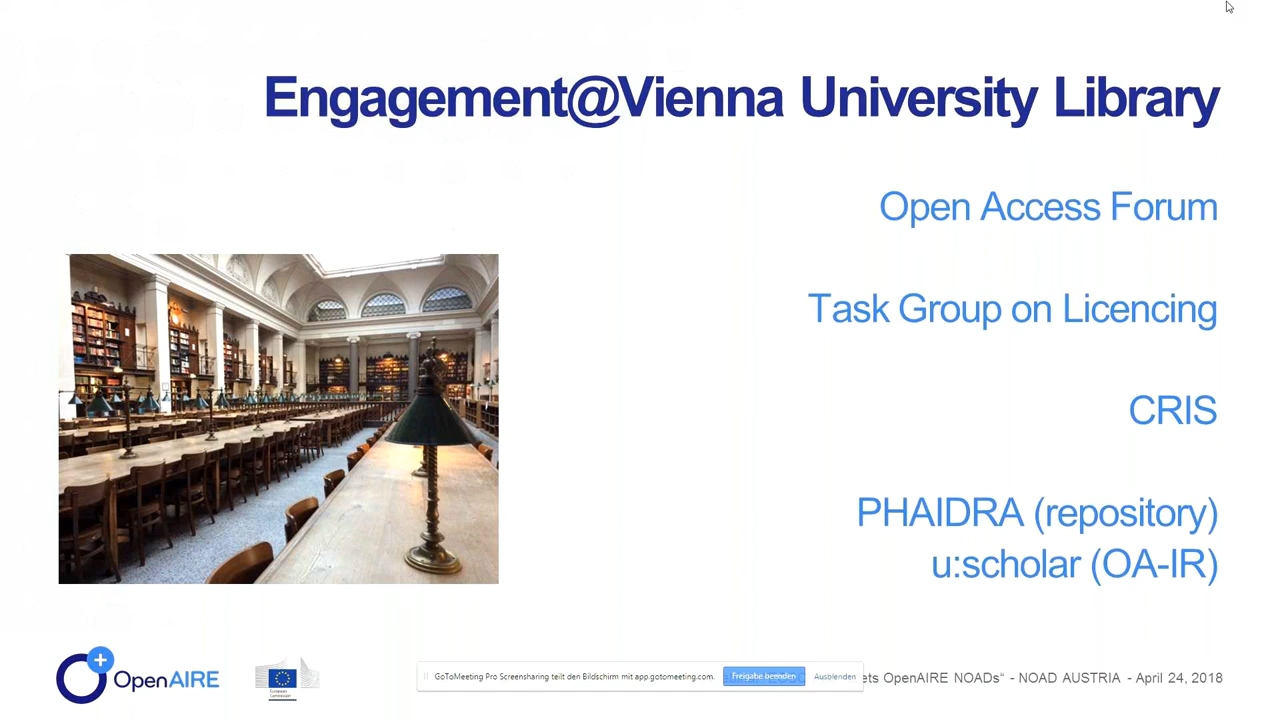 Engagement@Vienna University Library
Open Access Forum
Task Group on Licencing
CRIS
PHAIDRA (repository)
u:scholar (OA-IR)
OpenAIRE
European
Commission
GoToMeeting Pro Screensharing teilt den Bildschirm mit app.gotomeeting.com.
Freigabe beenden
Ausblenden
ets OpenAIRE NOADs“ - NOAD AUSTRIA - April 24, 2018